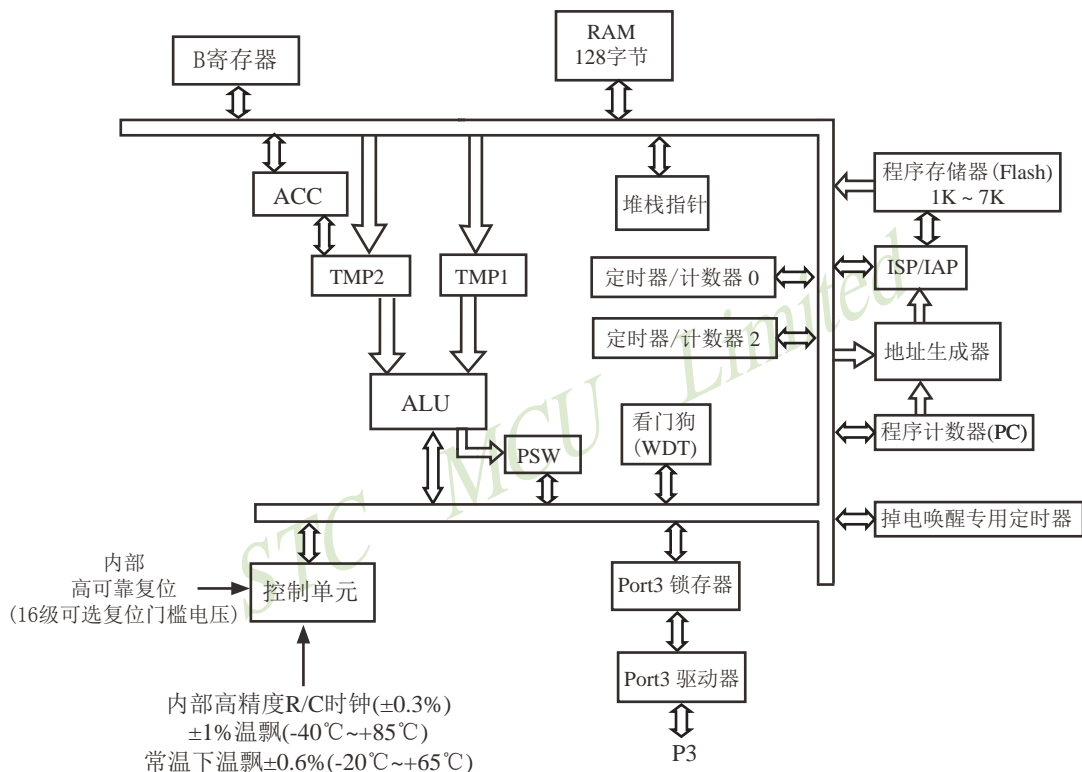 B寄存器
RAM
128字节
ACC
堆栈指针
程序存储器(Flash)
1K ~ 7K
TMP2
TMP1
定时器/计数器 0
ISP/IAP
定时器/计数器 2
地址生成器
ALU
看门狗
(WDT)
PSW
程序计数器(PC)
掉电唤醒专用定时器
内部
高可靠复位
(16级可选复位门槛电压)
控制单元
Port3 锁存器
Port3 驱动器
P3
内部高精度R/C时钟(±0.3%)
±1%温飘(-40℃~+85℃)
常温下温飘±0.6%(-20℃~+65℃)
STC MCU Limited